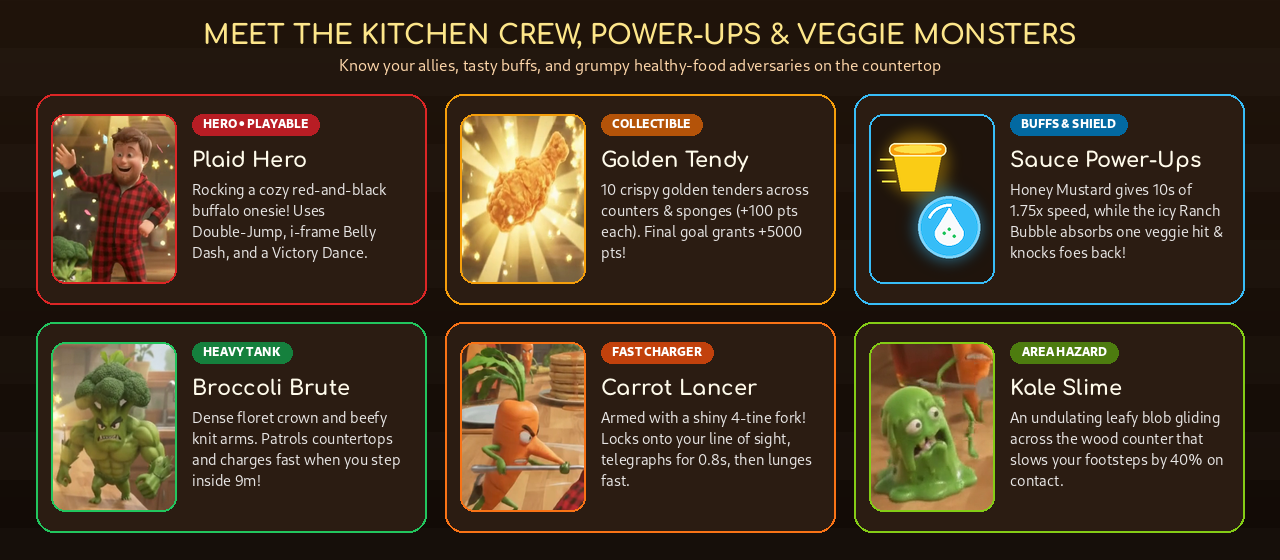 MEET THE KITCHEN CREW, POWER-UPS & VEGGIE MONSTERS
Know your allies, tasty buffs, and grumpy healthy-food adversaries on the countertop
HERO • PLAYABLE
Plaid Hero
Rocking a cozy red-and-black
buffalo onesie! Uses
Double-Jump, i-frame Belly
Dash, and a Victory Dance.
COLLECTIBLE
Golden Tendy
10 crispy golden tenders across
counters & sponges (+100 pts
each). Final goal grants +5000
pts!
BUFFS & SHIELD
Sauce Power-Ups
Honey Mustard gives 10s of
1.75x speed, while the icy Ranch
Bubble absorbs one veggie hit &
knocks foes back!
HEAVY TANK
Broccoli Brute
Dense floret crown and beefy
knit arms. Patrols countertops
and charges fast when you step
inside 9m!
FAST CHARGER
Carrot Lancer
Armed with a shiny 4-tine fork!
Locks onto your line of sight,
telegraphs for 0.8s, then lunges
fast.
AREA HAZARD
Kale Slime
An undulating leafy blob gliding
across the wood counter that
slows your footsteps by 40% on
contact.